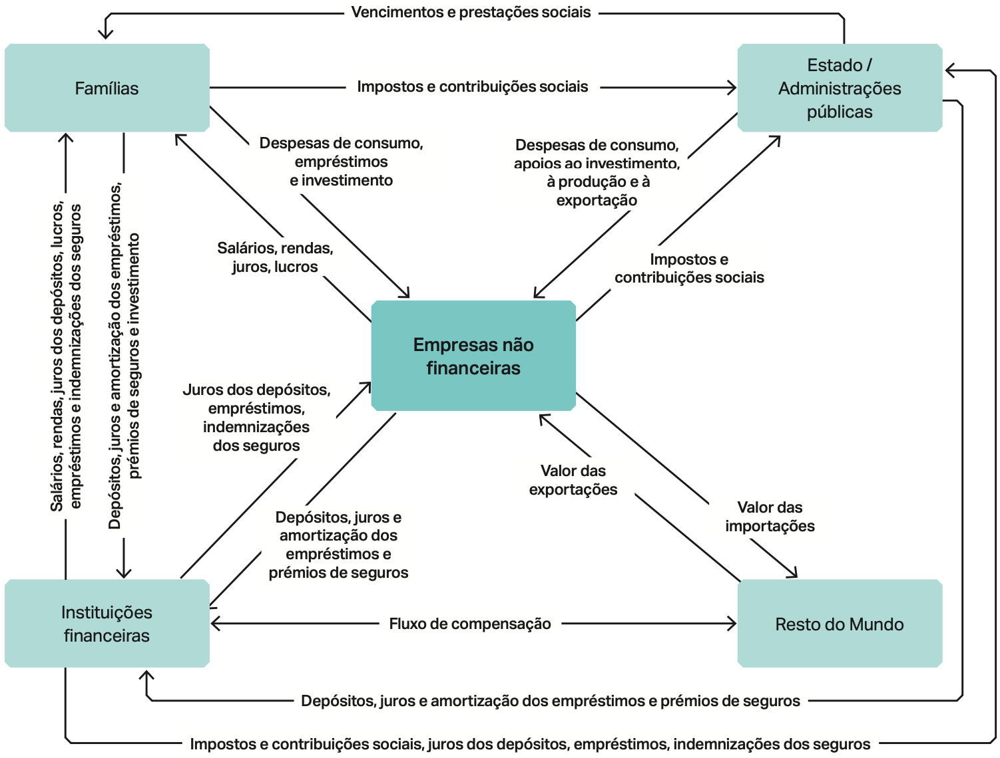 Vencimentos e prestações sociais
Famílias
Impostos e contribuições sociais
Estado /
Administrações
públicas
Despesas de consumo,
empréstimos
e investimento
Despesas de consumo,
apoios ao investimento,
à produção e à
exportação
Salários, rendas,
juros, lucros
Impostos e
contribuições sociais
Salários, rendas, juros dos depósitos, lucros,
empréstimos e indemnizações dos seguros
Depósitos, juros e amortização dos empréstimos,
prémios de seguros e investimento
Empresas não
financeiras
Juros dos depósitos,
empréstimos,
indemnizações
dos seguros
Depósitos, juros e
amortização dos
empréstimos e
prémios de seguros
Valor das
exportações
Valor das
importações
Instituições
financeiras
Fluxo de compensação
Resto do Mundo
Depósitos, juros e amortização dos empréstimos e prémios de seguros
Impostos e contribuições sociais, juros dos depósitos, empréstimos, indemnizações dos seguros